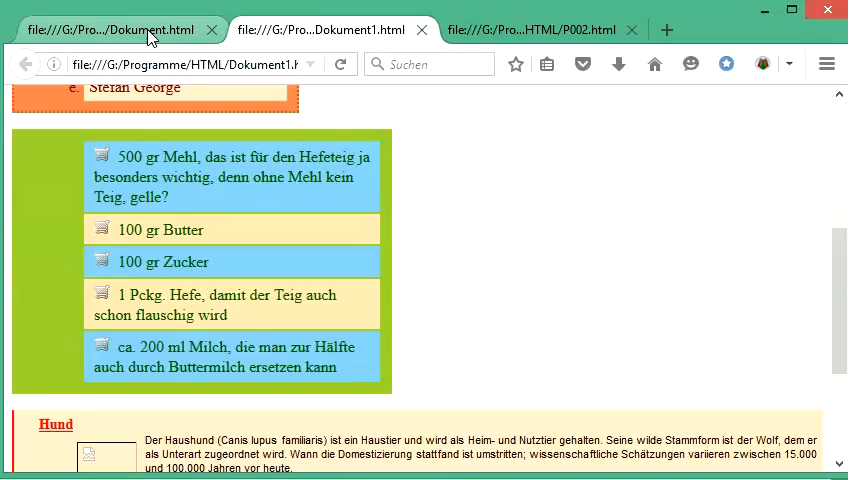 file:///G:/Pro.../Dokument.html
file:///G:/Pro...Dokument1.html
file:///G:/Pro...HTML/P002.html
file:///G:/Programme/HTML/Dokument1.h
Suchen
e. Stefan George
500 gr Mehl, das ist für den Hefeteig ja
besonders wichtig, denn ohne Mehl kein
Teig, gelle?
100 gr Butter
100 gr Zucker
1 Pckg. Hefe, damit der Teig auch
schon flauschig wird
ca. 200 ml Milch, die man zur Hälfte
auch durch Buttermilch ersetzen kann
Hund
Der Haushund (Canis lupus familiaris) ist ein Haustier und wird als Heim- und Nutztier gehalten. Seine wilde Stammform ist der Wolf, dem er
als Unterart zugeordnet wird. Wann die Domestizierung stattfand ist umstritten; wissenschaftliche Schätzungen variieren zwischen 15.000
und 100.000 Jahren vor heute.